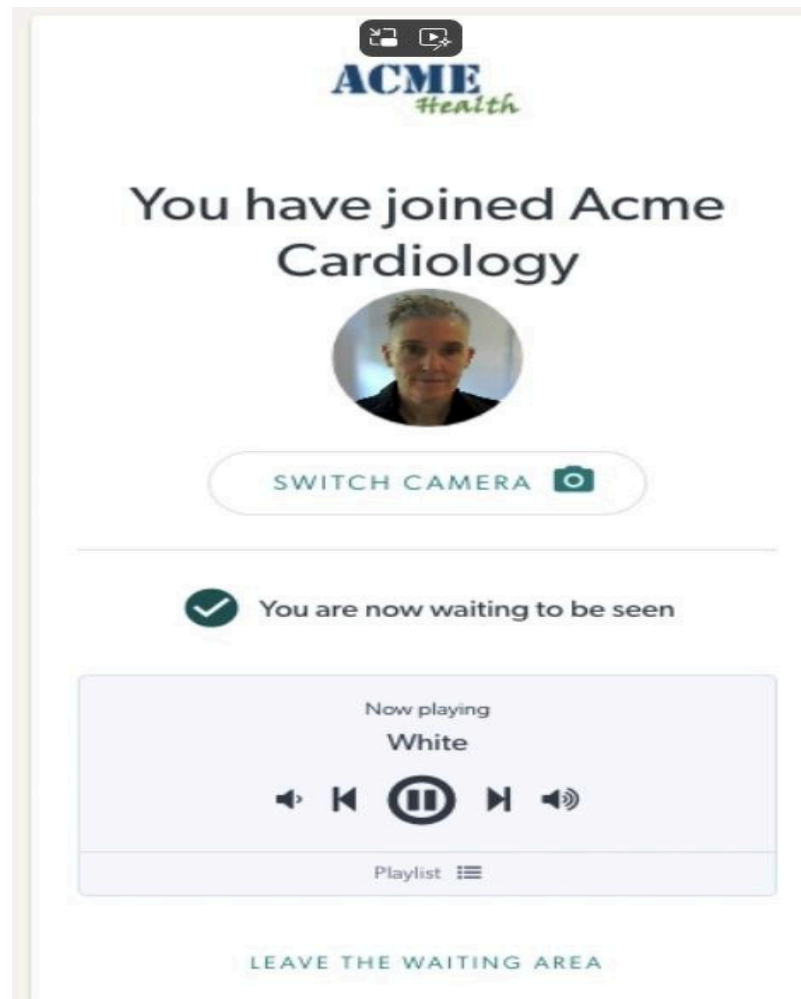 ACME
Health
You have joined Acme
Cardiology
SWITCH CAMERA
You are now waiting to be seen
Now playing
White
Playlist
LEAVE THE WAITING AREA